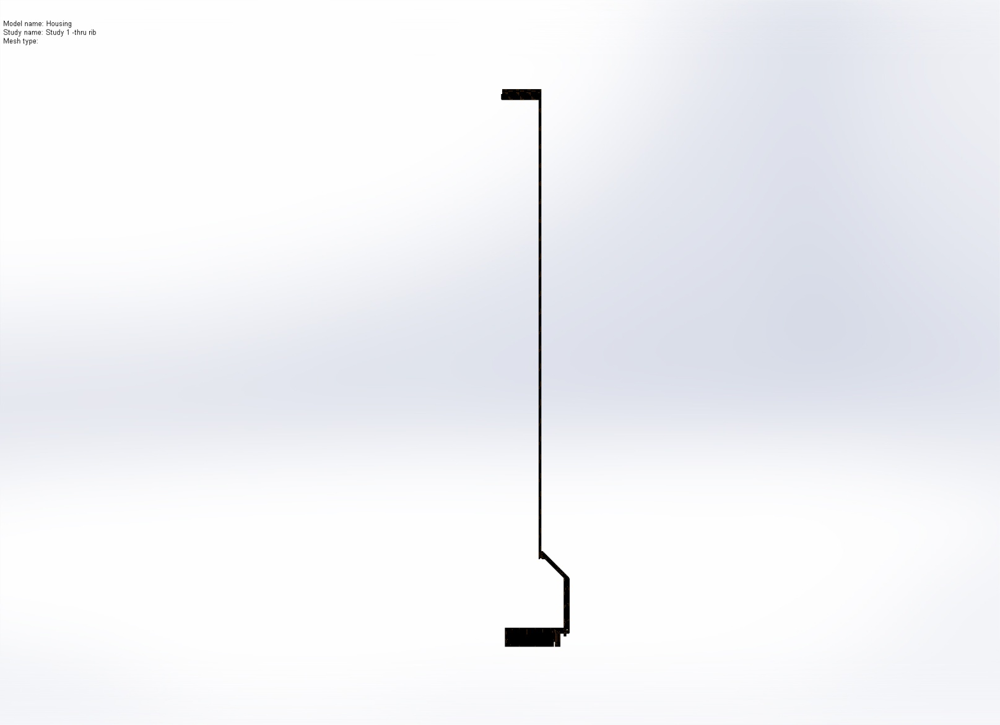 Model name: Housing
Study name: Study 1 -thru rib
Mesh type: